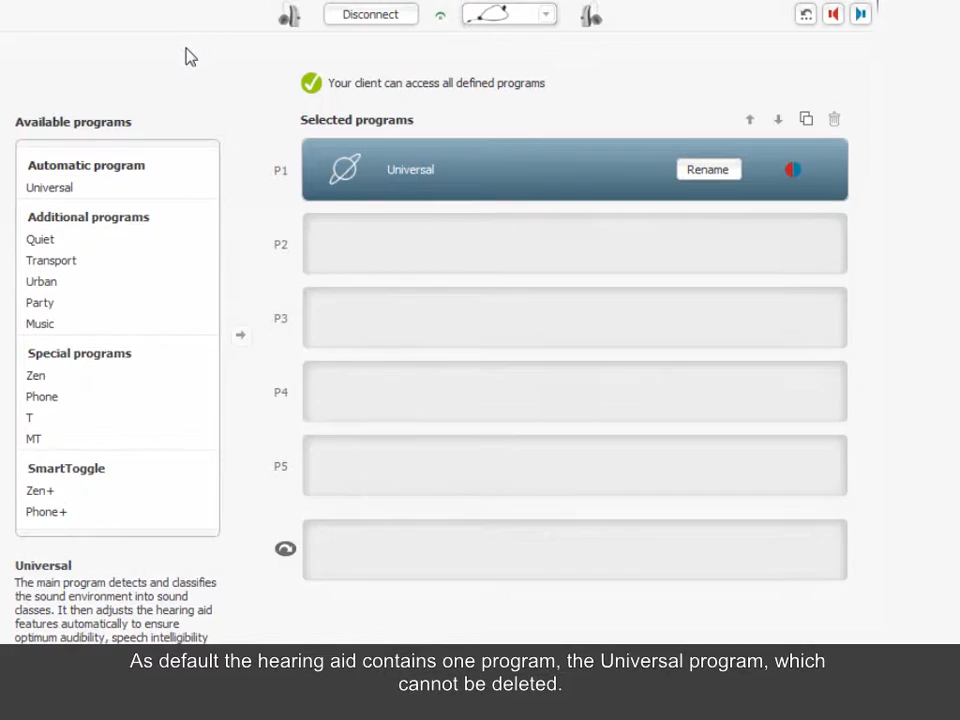 Disconnect
Your client can access all defined programs
Available programs
Selected programs
Automatic program
Universal
Additional programs
Quiet
Transport
Urban
Party
Music
Special programs
Zen
Phone
T
MT
SmartToggle
Zen+
Phone+
P1
Universal
Rename
P2
P3
P4
P5
Universal
The main program detects and classifies
the sound environment into sound
classes. It then adjusts the hearing aid
features automatically to ensure
optimum audibility, speech intelligibility
As default the hearing aid contains one program, the Universal program, which
cannot be deleted.